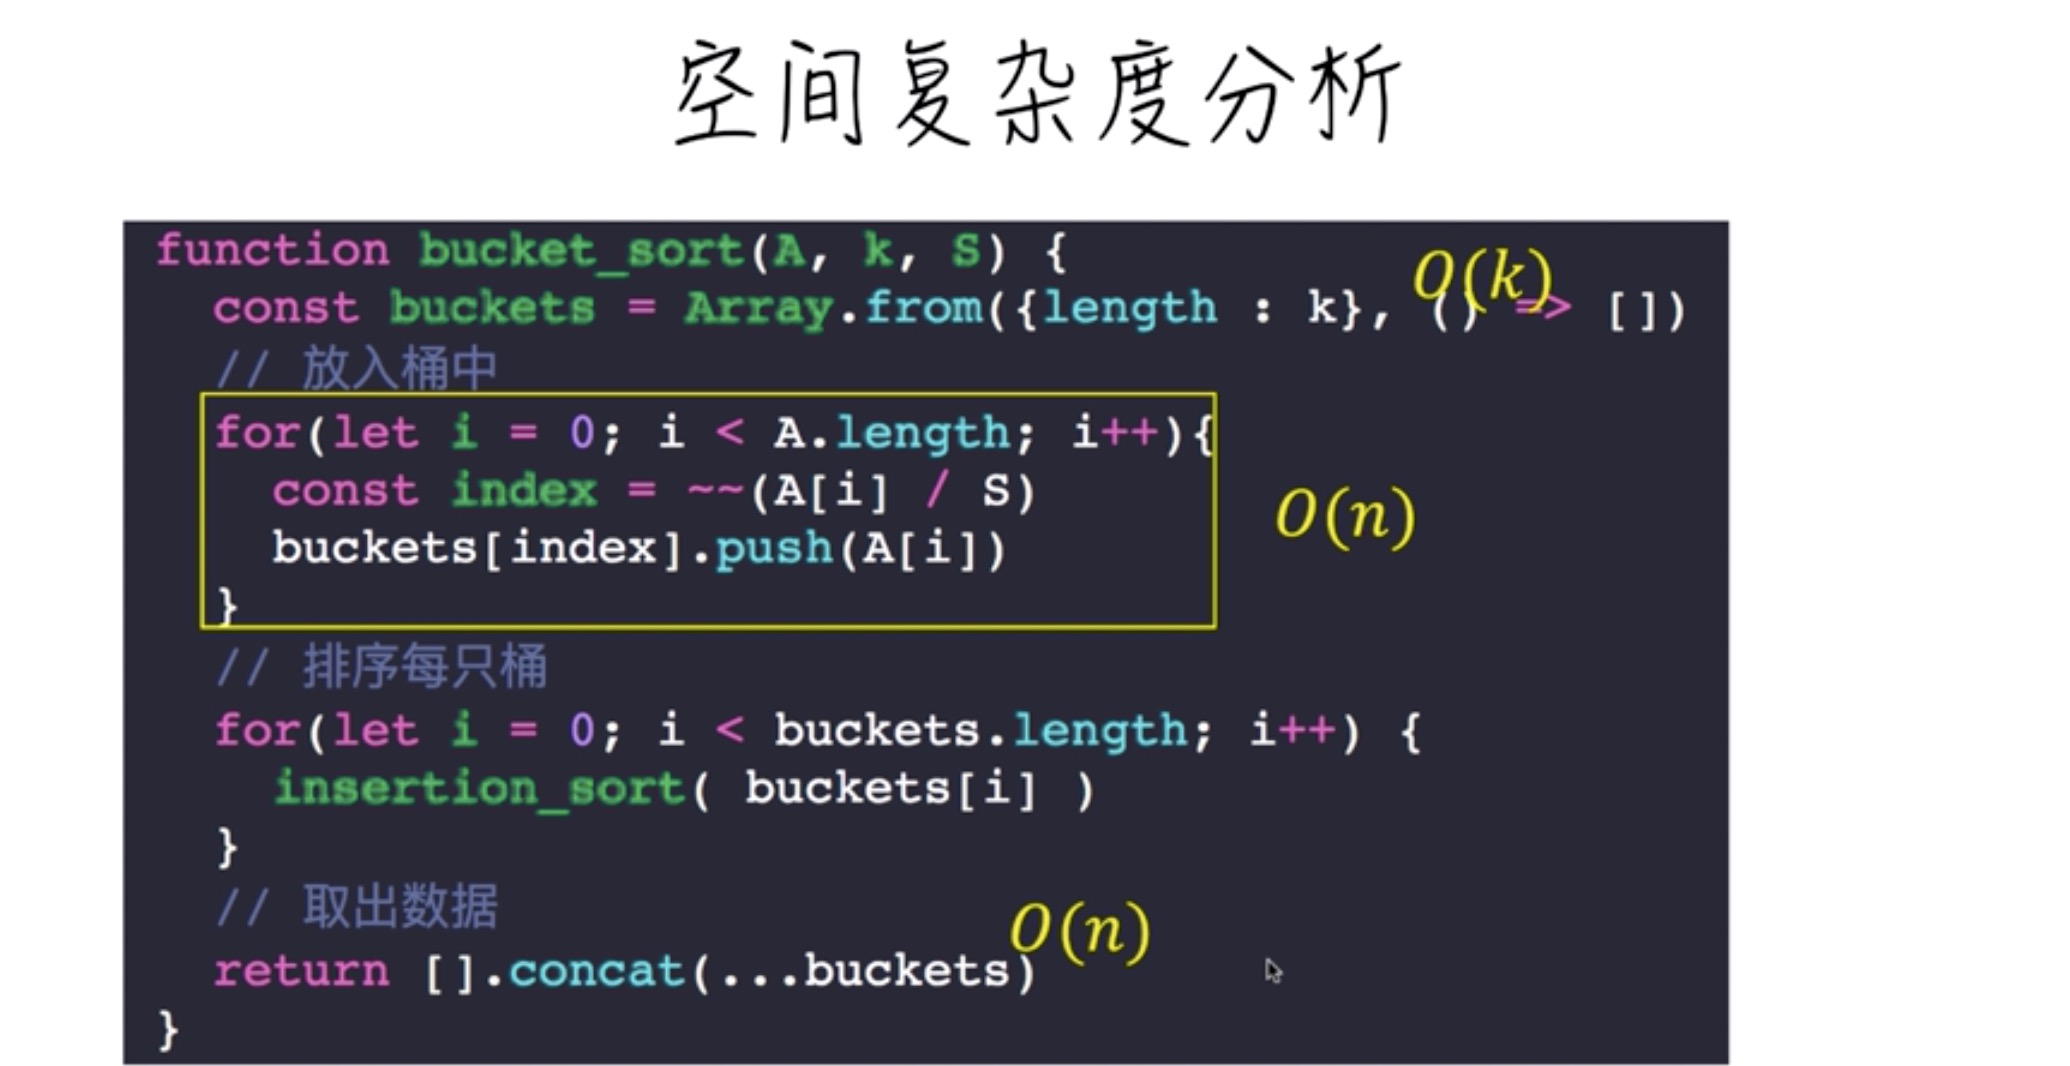 空间复杂度分析
function bucket_sort(A, k, S) {
O(k)
const buckets = Array.from({length : k}, () => [])
// 放入桶中
for(let i = 0; i < A.length; i++){
const index = ~~(A[i] / S)
O(n)
buckets[index].push(A[i])
}
// 排序每只桶
for(let i = 0; i < buckets.length; i++) {
insertion_sort( buckets[i] )
}
// 取出数据
O(n)
return [].concat(...buckets)
}